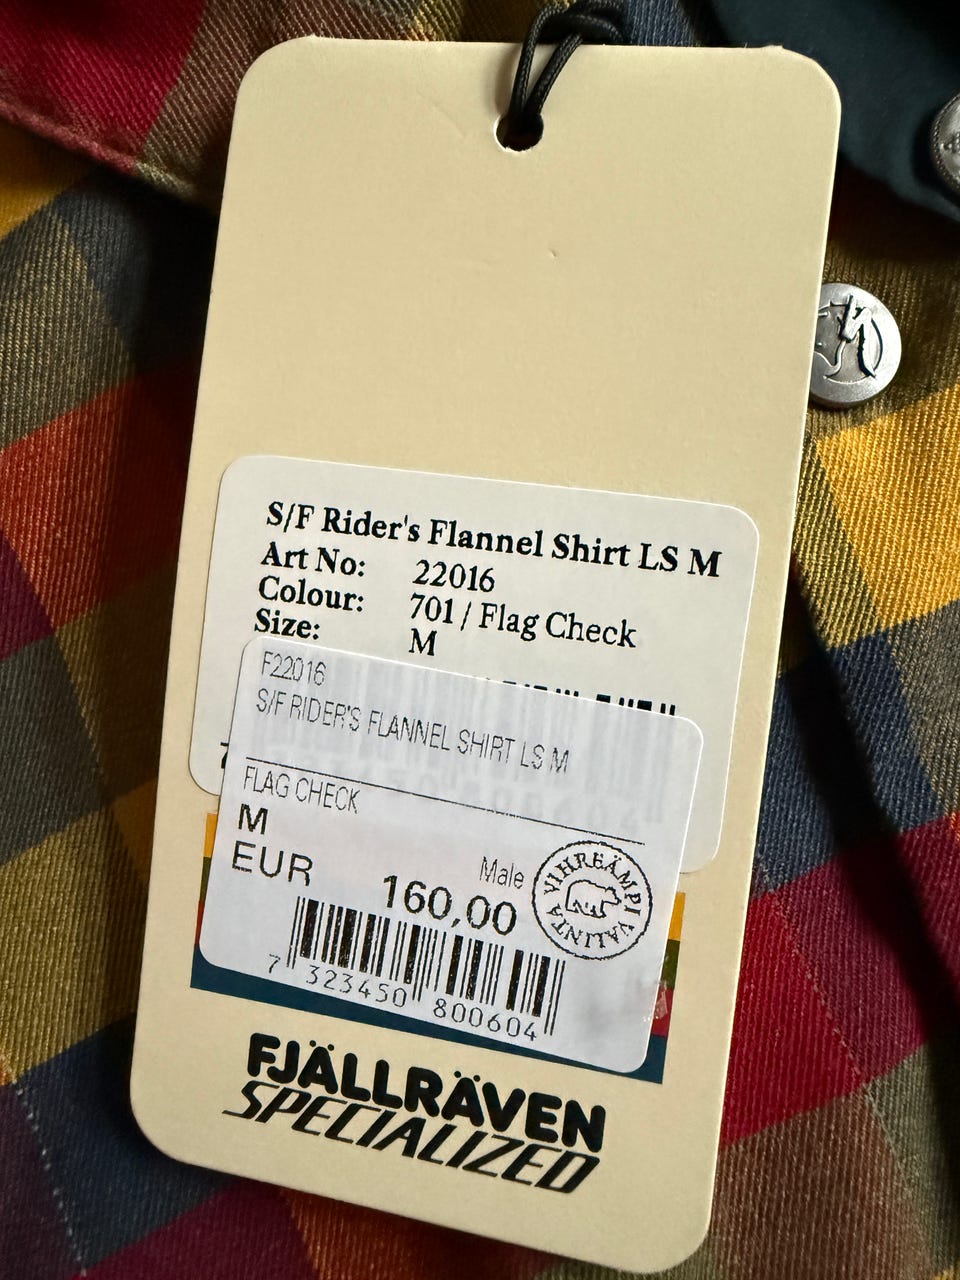 S/F Rider's Flannel Shirt LS M
Art No: 22016
Colour: 701 / Flag Check
Size: M
7
F22016
S/F RIDER'S FLANNEL SHIRT LS M
FLAG CHECK
M
EUR
Male
160,00
VIHREÄMPI VALINTA
7 323450 800604
FJÄLLRÄVEN
SPECIALIZED